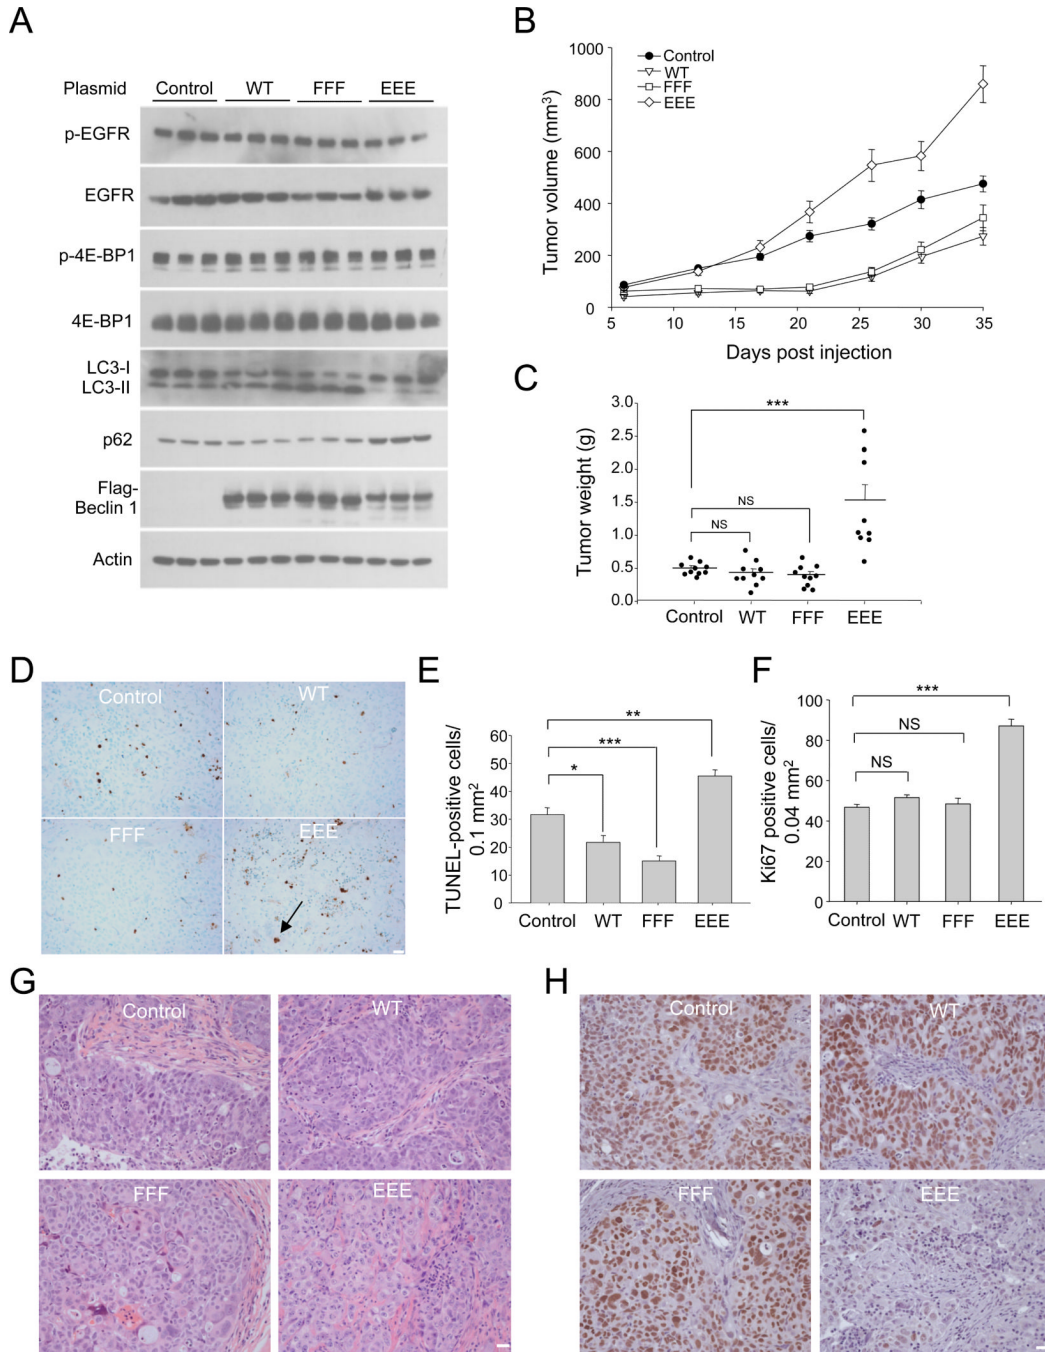 A
Plasmid Control WT FFF EEE
p-EGFR
EGFR
p-4E-BP1
4E-BP1
LC3-I
LC3-II
p62
Flag-
Beclin 1
Actin
B
Tumor volume (mm³)
1000
800
600
400
200
0
5 10 15 20 25 30 35
Days post injection
Control
WT
FFF
EEE
C
Tumor weight (g)
3.0
2.5
2.0
1.5
1.0
0.5
0.0
***
NS
NS
Control WT FFF EEE
D
Control WT
FFF EEE
E
TUNEL-positive cells/
0.1 mm²
60
50
40
30
20
10
0
**
***
*
Control WT FFF EEE
F
Ki67 positive cells/
0.04 mm²
100
80
60
40
20
0
***
NS
NS
Control WT FFF EEE
G
Control WT
FFF EEE
H
Control WT
FFF EEE